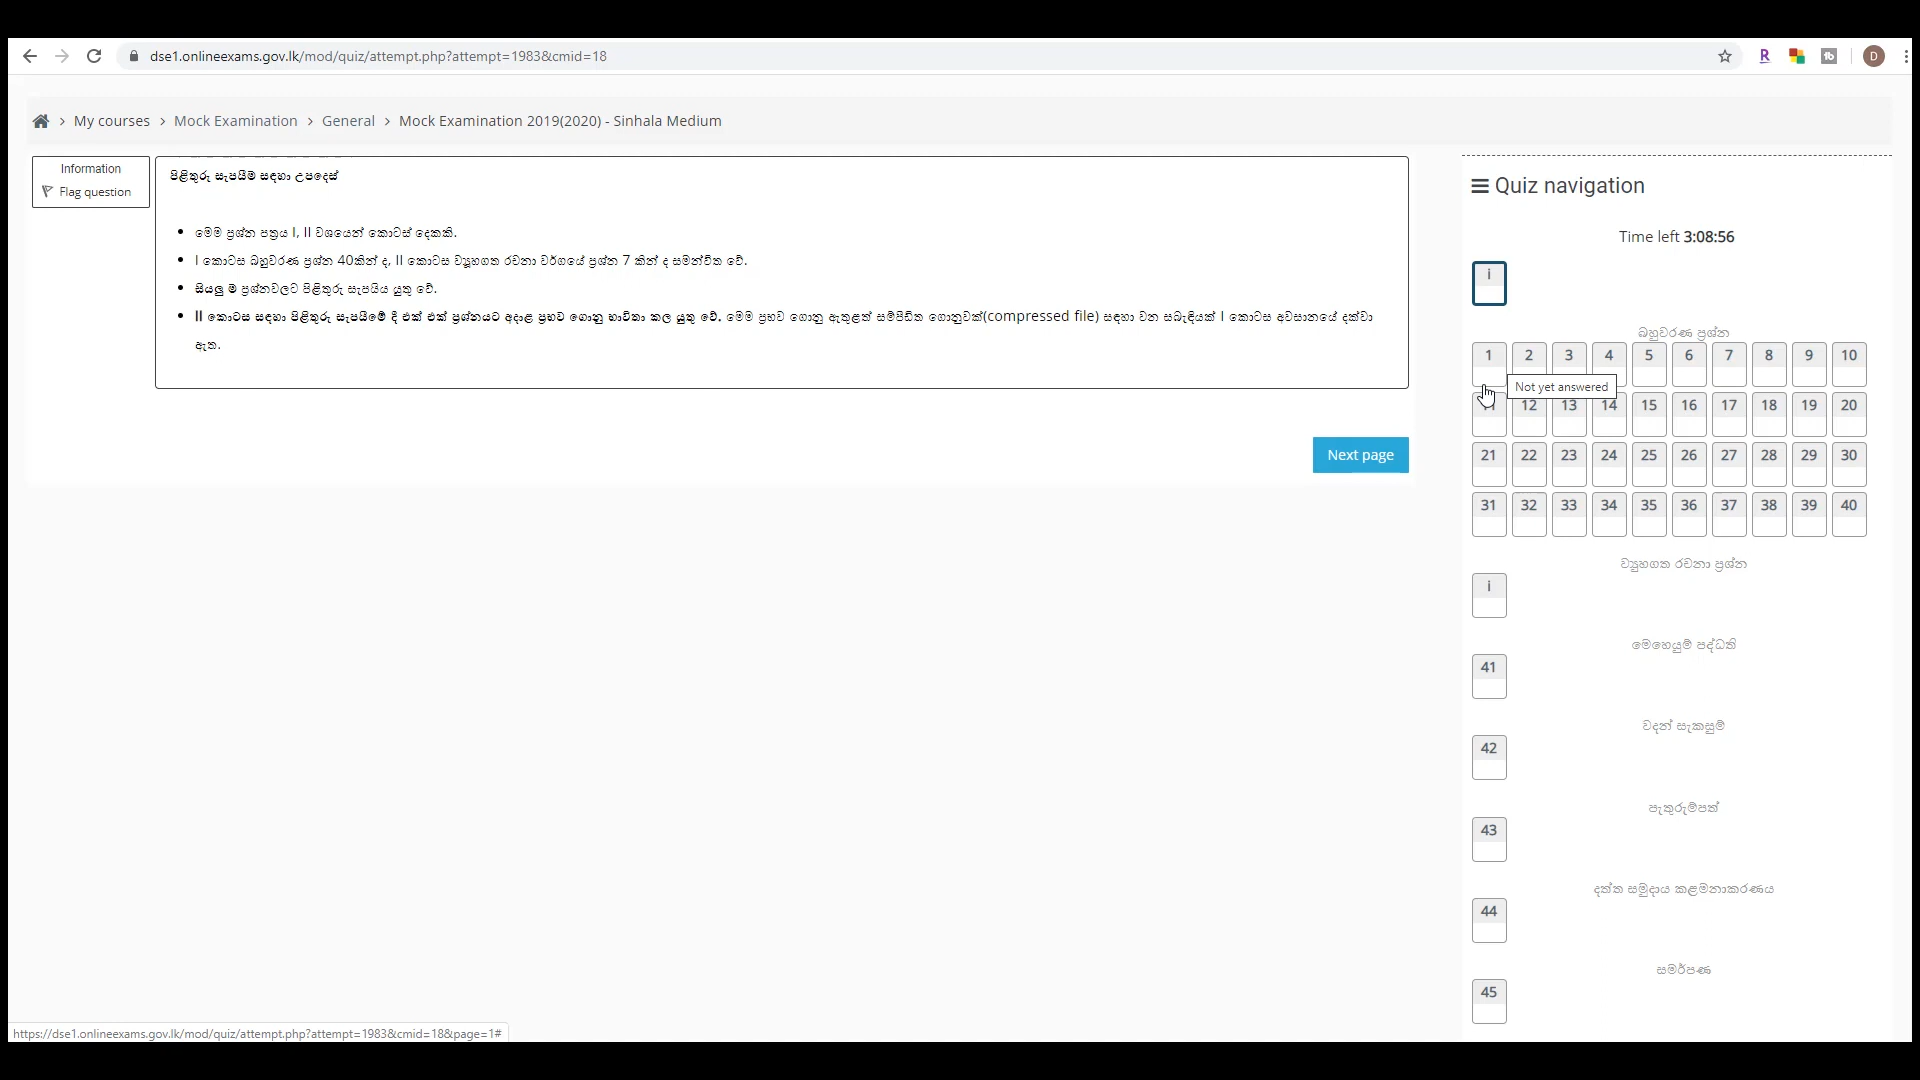 dse1.onlineexams.gov.lk/mod/quiz/attempt.php?attempt=1983&cmid=18
D
My courses > Mock Examination > General > Mock Examination 2019(2020) - Sinhala Medium
Information
Flag question
පිළිතුරු සැපයීම සඳහා උපදෙස්
මෙම ප්‍රශ්න පත්‍රය I, II වශයෙන් කොටස් දෙකකි.
I කොටස බහුවරණ ප්‍රශ්න 40කින් ද, II කොටස ව්‍යූහගත රචනා වර්ගයේ ප්‍රශ්න 7 කින් ද සමන්විත වේ.
සියලු ම ප්‍රශ්නවලට පිළිතුරු සැපයිය යුතු වේ.
II කොටස සඳහා පිළිතුරු සැපයීමේ දී එක් එක් ප්‍රශ්නයට අදාළ ප්‍රභව ගොනු භාවිතා කල යුතු වේ. මෙම ප්‍රභව ගොනු ඇතුළත් සම්පීඩිත ගොනුවක්(compressed file) සඳහා වන සබැඳියක් I කොටස අවසානයේ දක්වා
ඇත.
Next page
Quiz navigation
Time left 3:08:56
i
බහුවරණ ප්‍රශ්න
1 2 3 4 5 6 7 8 9 10
Not yet answered
12 13 14 15 16 17 18 19 20
21 22 23 24 25 26 27 28 29 30
31 32 33 34 35 36 37 38 39 40
ව්‍යුහගත රචනා ප්‍රශ්න
i
මෙහෙයුම් පද්ධති
41
වදන් සැකසුම්
42
පැතුරුම්පත්
43
දත්ත සමුදාය කළමනාකරණය
44
සමර්පණ
45
https://dse1.onlineexams.gov.lk/mod/quiz/attempt.php?attempt=1983&cmid=18&page=1#